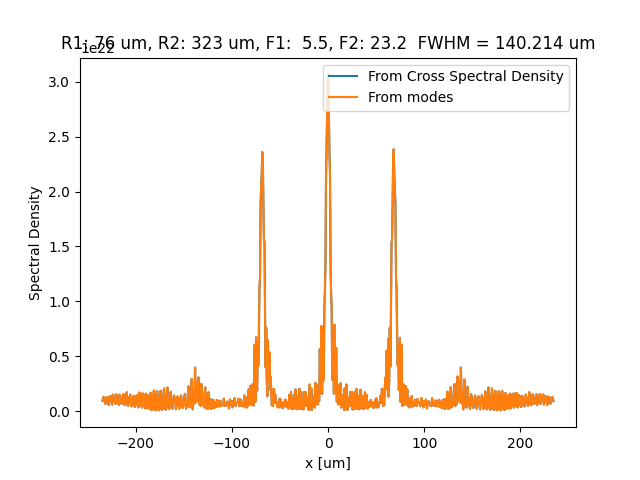 R1: 76 um, R2: 323 um, F1:  5.5, F2: 23.2  FWHM = 140.214 um
1e22
From Cross Spectral Density
From modes
3.0
2.5
2.0
1.5
1.0
0.5
0.0
Spectral Density
−200
−100
0
100
200
x [um]